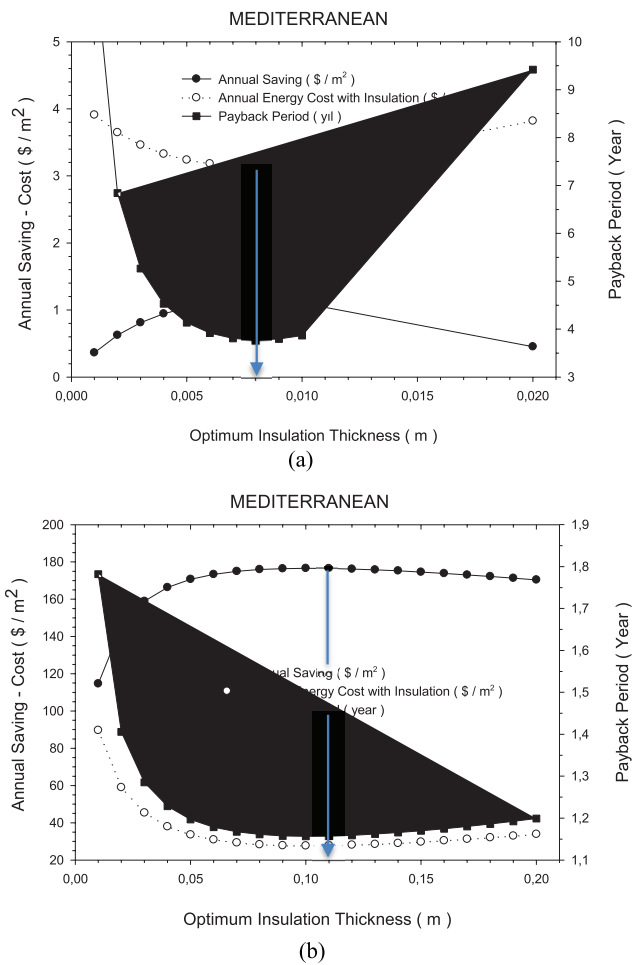 MEDITERRANEAN
Annual Saving ( $ / m2 )
Annual Energy Cost with Insulation ( $ /
Payback Period ( yıl )
Annual Saving - Cost ( $ / m2 )
5
4
3
2
1
0
10
9
8
7
6
5
4
3
Payback Period ( Year )
0,000 0,005 0,010 0,015 0,020
Optimum Insulation Thickness ( m )
(a)
MEDITERRANEAN
Annual Saving - Cost ( $ / m2 )
200
180
160
140
120
100
80
60
40
20
ual Saving ( $ / m2 )
nergy Cost with Insulation ( $ / m2 )
( year )
1,9
1,8
1,7
1,6
1,5
1,4
1,3
1,2
1,1
Payback Period ( Year )
0,00 0,05 0,10 0,15 0,20
Optimum Insulation Thickness ( m )
(b)